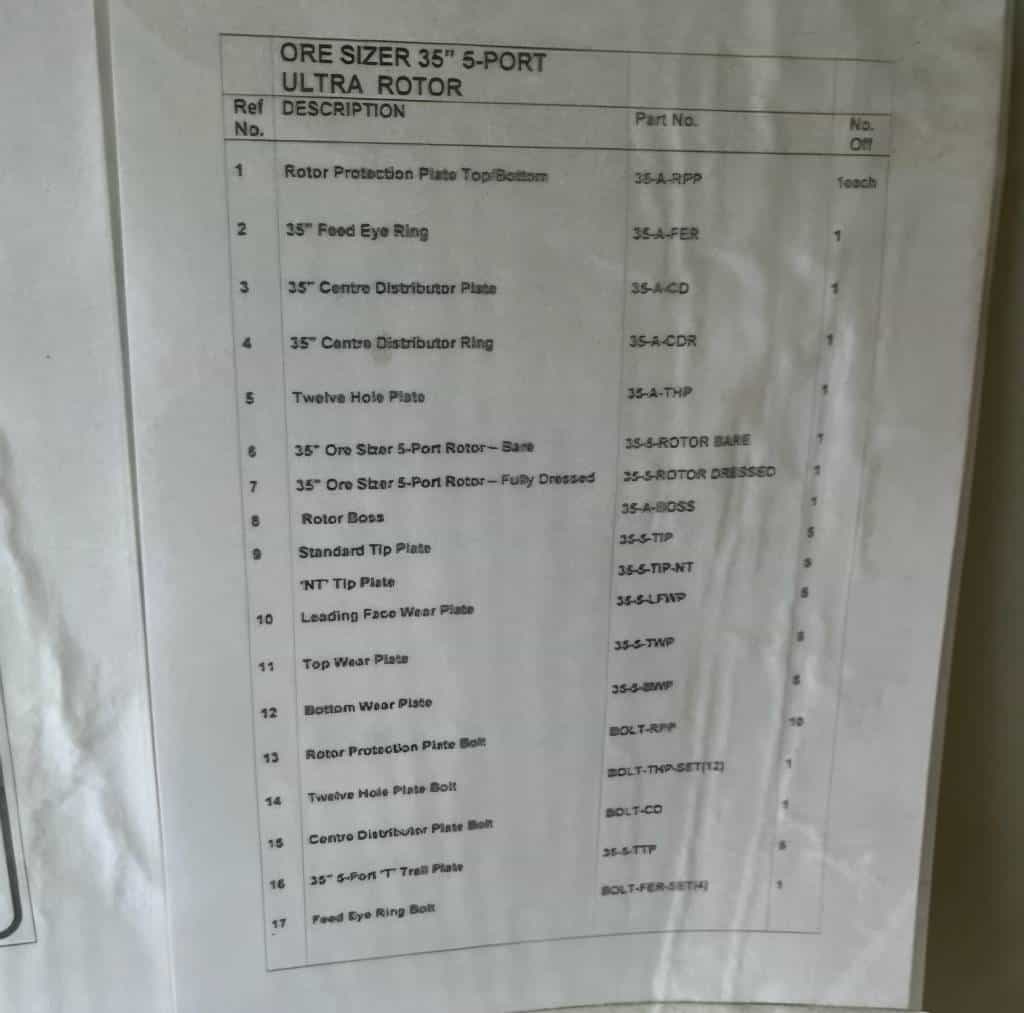 ORE SIZER 35" 5-PORT
ULTRA ROTOR
Ref No. DESCRIPTION Part No. No. Off
1 Rotor Protection Plate Top/Bottom 35-A-RPP 1each
2 35" Feed Eye Ring 35-A-FER 1
3 35" Centre Distributor Plate 35-A-CD 1
4 35" Centre Distributor Ring 35-A-CDR 1
5 Twelve Hole Plate 35-A-THP 1
6 35" Ore Sizer 5-Port Rotor – Bare 35-5-ROTOR BARE 1
7 35" Ore Sizer 5-Port Rotor – Fully Dressed 35-5-ROTOR DRESSED 1
8 Rotor Boss 35-A-BOSS 1
9 Standard Tip Plate 35-5-TIP 5
'NT' Tip Plate 35-5-TIP-NT 5
10 Leading Face Wear Plate 35-5-LFWP 5
11 Top Wear Plate 35-5-TWP 5
12 Bottom Wear Plate 35-5-BWP 5
13 Rotor Protection Plate Bolt BOLT-RPP 10
14 Twelve Hole Plate Bolt BOLT-THP-SET(12) 1
15 Centre Distributor Plate Bolt BOLT-CD 1
16 35" 5-Port 'T' Trail Plate 35-5-TTP 5
17 Feed Eye Ring Bolt BOLT-FER-SET(4) 1